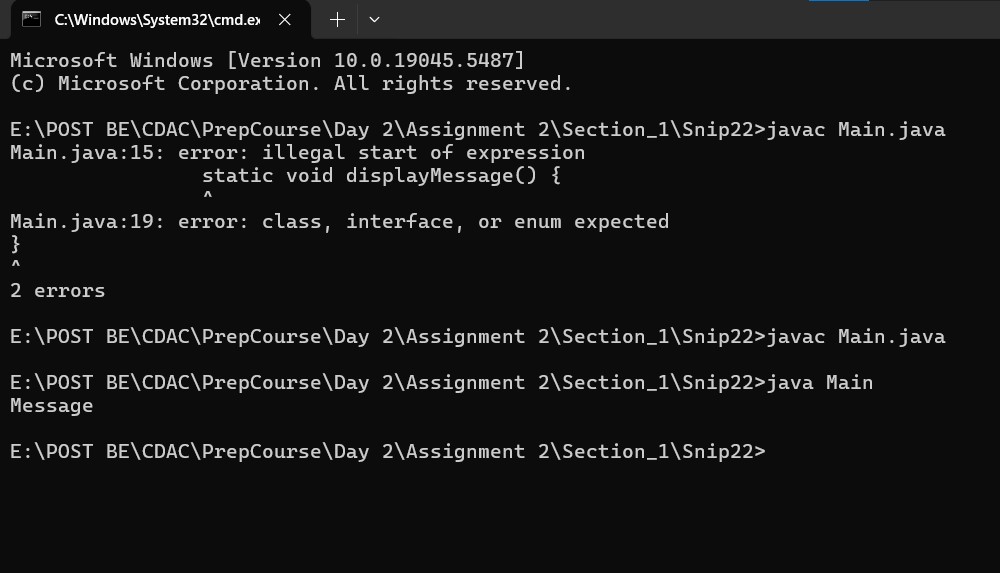 C:\Windows\System32\cmd.ex
Microsoft Windows [Version 10.0.19045.5487]
(c) Microsoft Corporation. All rights reserved.
E:\POST BE\CDAC\PrepCourse\Day 2\Assignment 2\Section_1\Snip22>javac Main.java
Main.java:15: error: illegal start of expression
                static void displayMessage() {
                ^
Main.java:19: error: class, interface, or enum expected
}
^
2 errors
E:\POST BE\CDAC\PrepCourse\Day 2\Assignment 2\Section_1\Snip22>javac Main.java
E:\POST BE\CDAC\PrepCourse\Day 2\Assignment 2\Section_1\Snip22>java Main
Message
E:\POST BE\CDAC\PrepCourse\Day 2\Assignment 2\Section_1\Snip22>